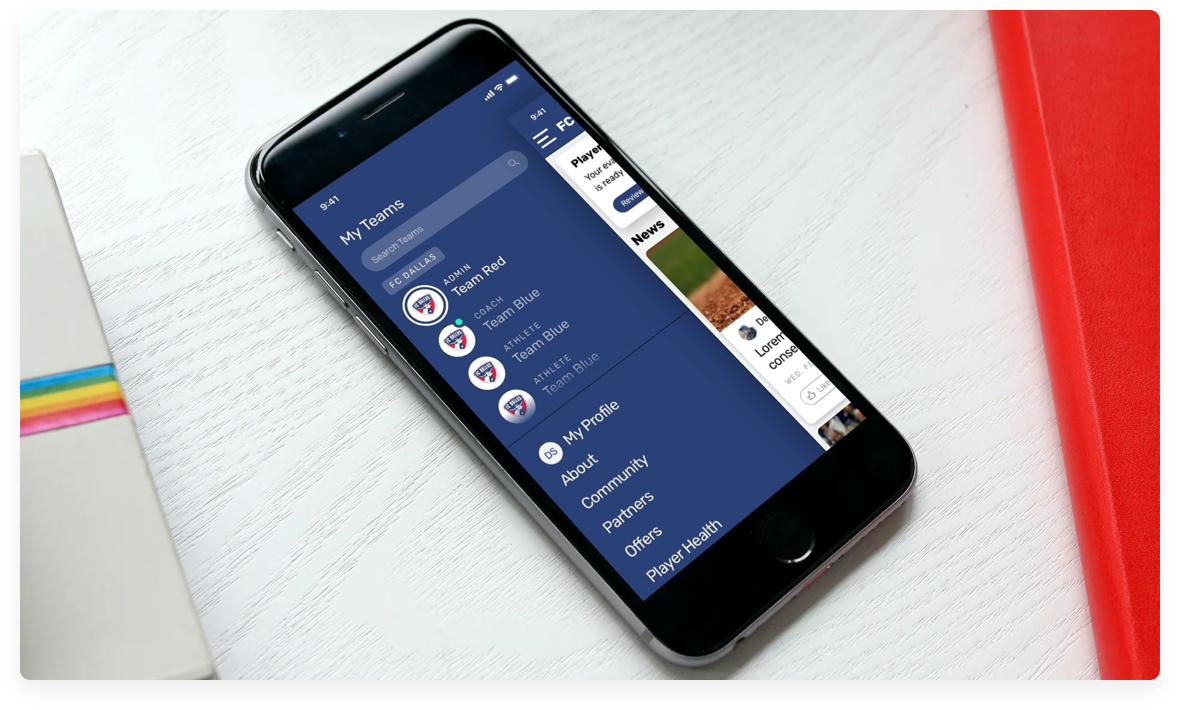 9:41
My Teams
Search Teams
FC DALLAS
ADMIN
Team Red
COACH
Team Blue
ATHLETE
Team Blue
ATHLETE
Team Blue
DS
My Profile
About
Community
Partners
Offers
Player Health
9:41
FC
Player
Your eva
is ready
Review
News
De
Lorem
conse
WED, F
Like